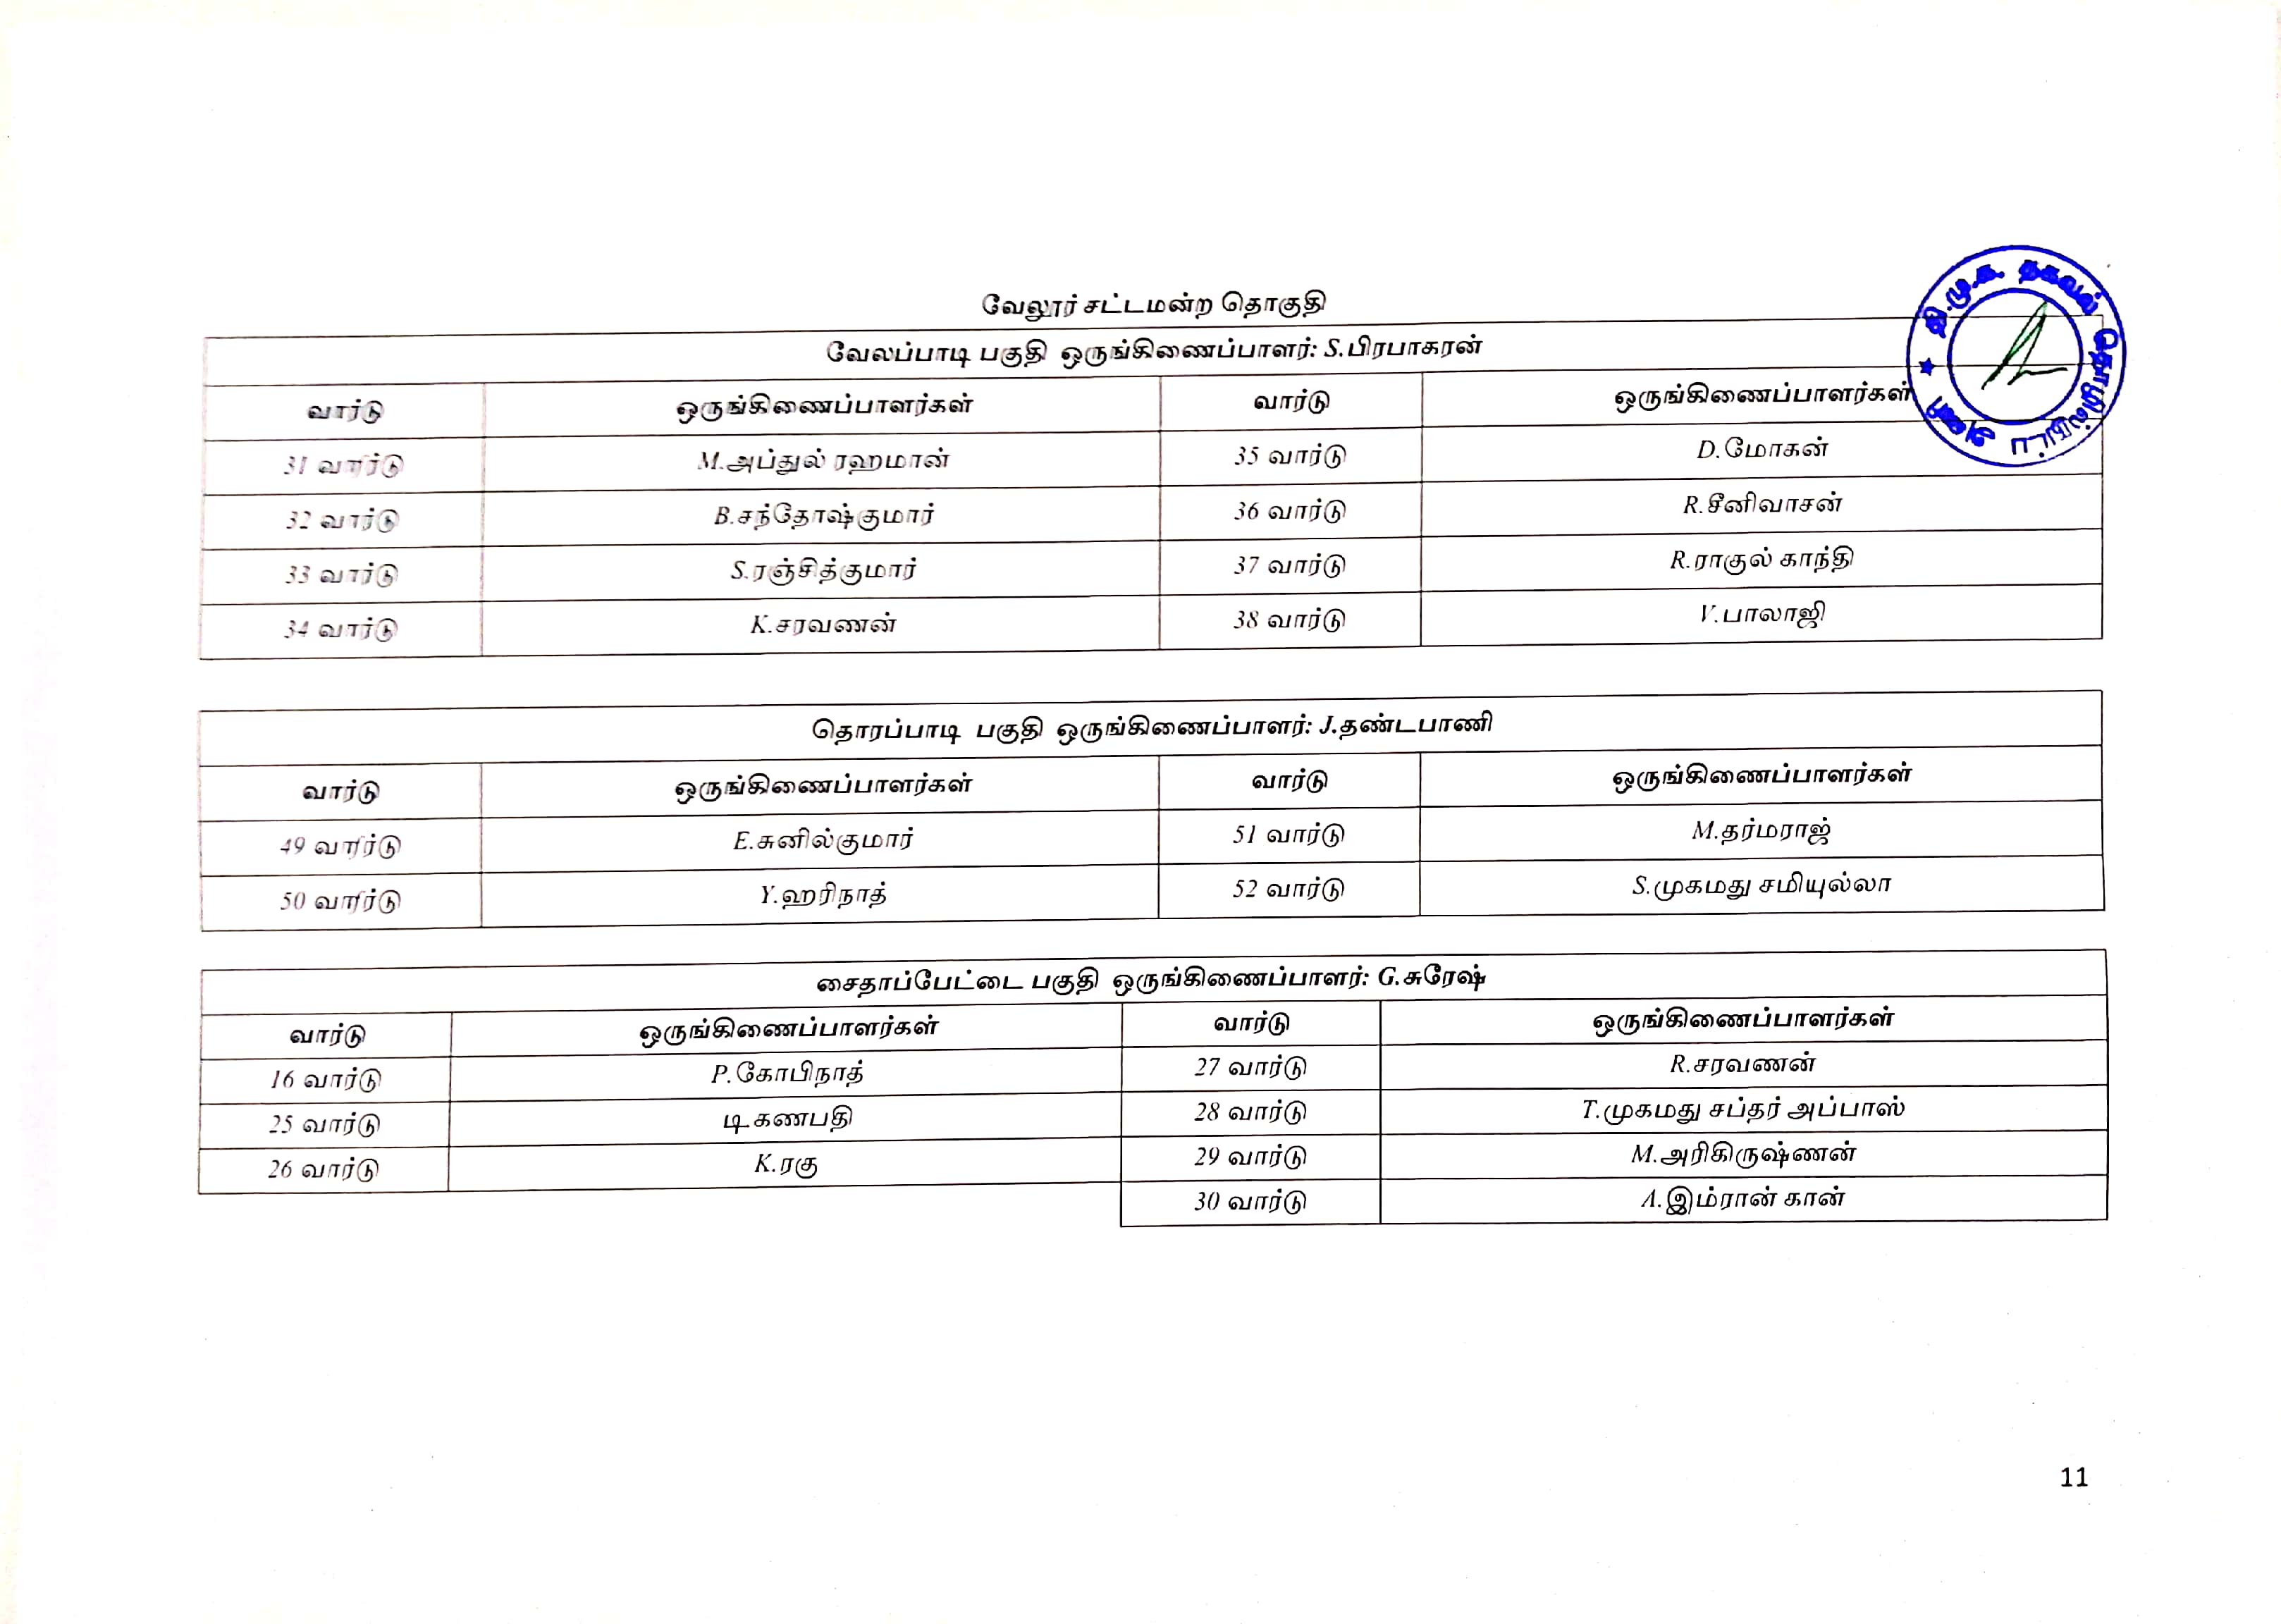 வேலூர் சட்டமன்ற தொகுதி
வேலப்பாடி பகுதி ஒருங்கிணைப்பாளர்: S.பிரபாகரன்
வார்டு ஒருங்கிணைப்பாளர்கள் வார்டு ஒருங்கிணைப்பாளர்கள்
31 வார்டு M.அப்துல் ரஹமான் 35 வார்டு D.மோகன்
32 வார்டு B.சந்தோஷ்குமார் 36 வார்டு R.சீனிவாசன்
33 வார்டு S.ரஞ்சித்குமார் 37 வார்டு R.ராகுல் காந்தி
34 வார்டு K.சரவணன் 38 வார்டு V.பாலாஜி
தி.மு.க. தகவல் தொழில்நுட்ப அணி
தொரப்பாடி பகுதி ஒருங்கிணைப்பாளர்: J.தண்டபாணி
வார்டு ஒருங்கிணைப்பாளர்கள் வார்டு ஒருங்கிணைப்பாளர்கள்
49 வார்டு E.சுனில்குமார் 51 வார்டு M.தர்மராஜ்
50 வார்டு Y.ஹரிநாத் 52 வார்டு S.முகமது சமியுல்லா
சைதாப்பேட்டை பகுதி ஒருங்கிணைப்பாளர்: G.சுரேஷ்
வார்டு ஒருங்கிணைப்பாளர்கள் வார்டு ஒருங்கிணைப்பாளர்கள்
16 வார்டு P.கோபிநாத் 27 வார்டு R.சரவணன்
25 வார்டு டி.கணபதி 28 வார்டு T.முகமது சப்தர் அப்பாஸ்
26 வார்டு K.ரகு 29 வார்டு M.அரிகிருஷ்ணன்
30 வார்டு A.இம்ரான் கான்
11